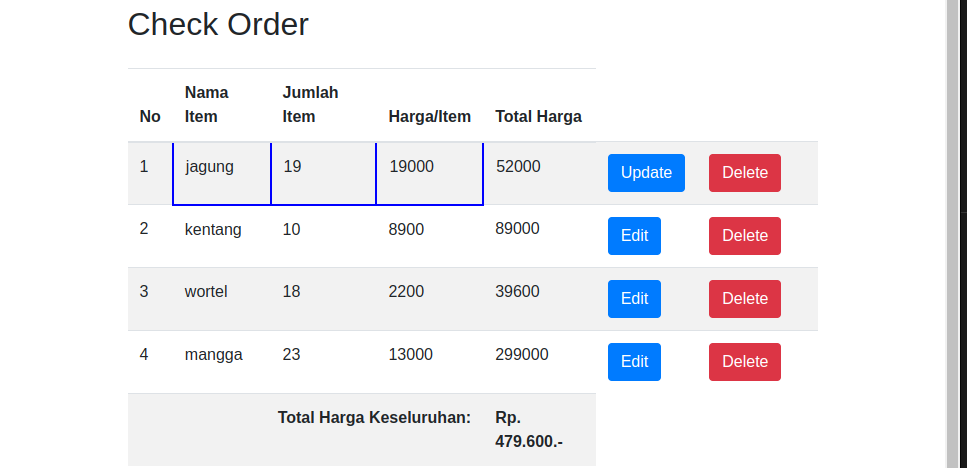 Check Order
No Nama Item Jumlah Item Harga/Item Total Harga
1 jagung 19 19000 52000 Update Delete
2 kentang 10 8900 89000 Edit Delete
3 wortel 18 2200 39600 Edit Delete
4 mangga 23 13000 299000 Edit Delete
Total Harga Keseluruhan: Rp.
479.600.-